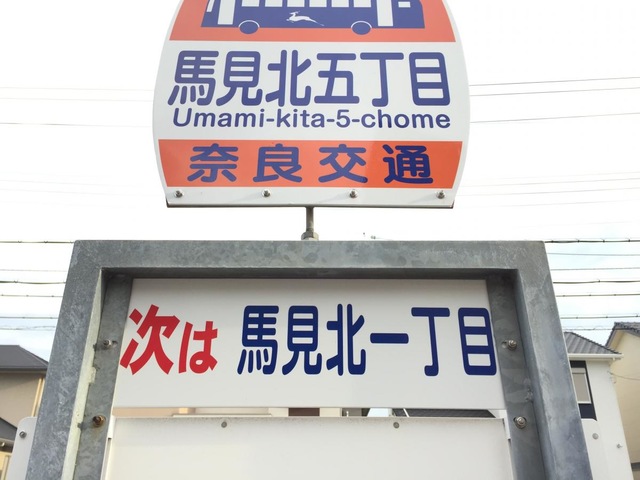 馬見北五丁目
Umami-kita-5-chome
奈良交通
次は 馬見北一丁目